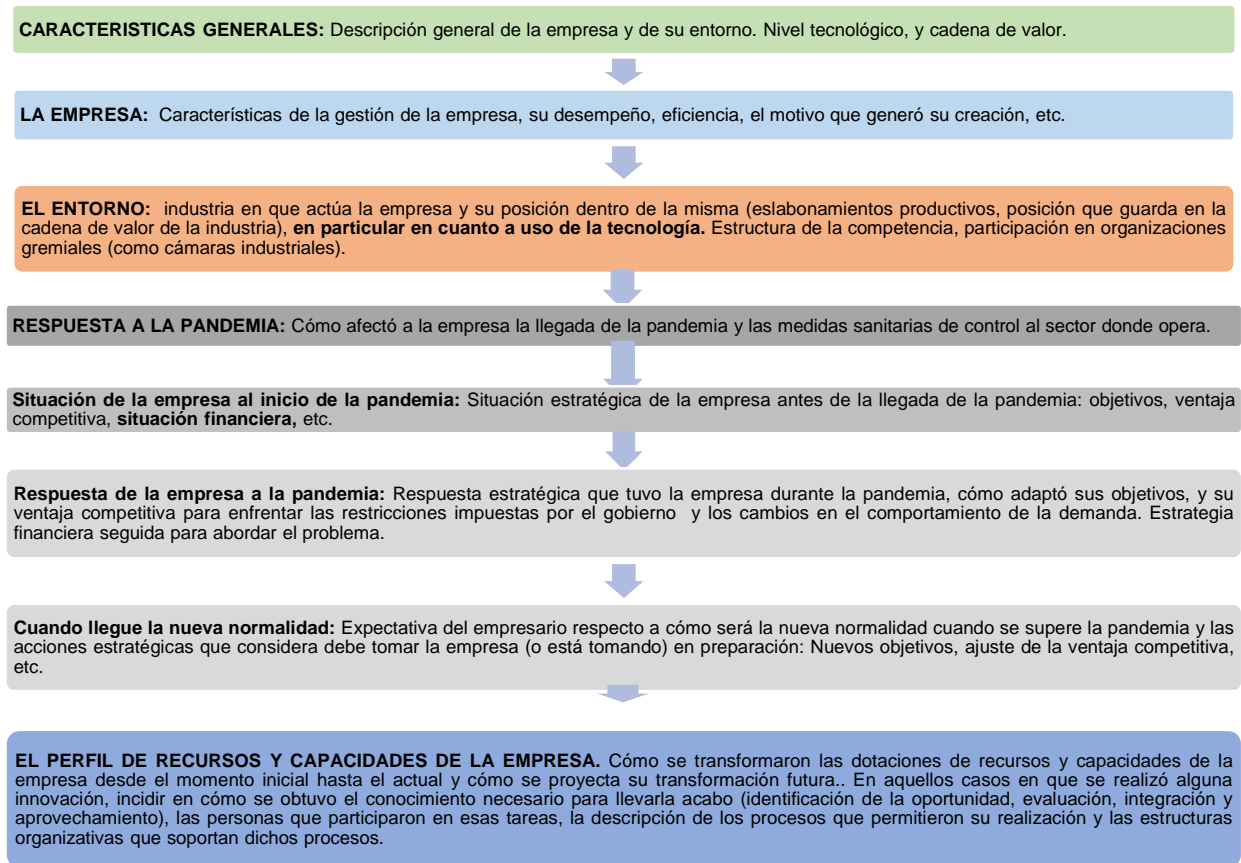 CARACTERISTICAS GENERALES: Descripción general de la empresa y de su entorno. Nivel tecnológico, y cadena de valor.
LA EMPRESA: Características de la gestión de la empresa, su desempeño, eficiencia, el motivo que generó su creación, etc.
EL ENTORNO: industria en que actúa la empresa y su posición dentro de la misma (eslabonamientos productivos, posición que guarda en la
cadena de valor de la industria), en particular en cuanto a uso de la tecnología. Estructura de la competencia, participación en organizaciones
gremiales (como cámaras industriales).
RESPUESTA A LA PANDEMIA: Cómo afectó a la empresa la llegada de la pandemia y las medidas sanitarias de control al sector donde opera.
Situación de la empresa al inicio de la pandemia: Situación estratégica de la empresa antes de la llegada de la pandemia: objetivos, ventaja
competitiva, situación financiera, etc.
Respuesta de la empresa a la pandemia: Respuesta estratégica que tuvo la empresa durante la pandemia, cómo adaptó sus objetivos, y su
ventaja competitiva para enfrentar las restricciones impuestas por el gobierno y los cambios en el comportamiento de la demanda. Estrategia
financiera seguida para abordar el problema.
Cuando llegue la nueva normalidad: Expectativa del empresario respecto a cómo será la nueva normalidad cuando se supere la pandemia y las
acciones estratégicas que considera debe tomar la empresa (o está tomando) en preparación: Nuevos objetivos, ajuste de la ventaja competitiva,
etc.
EL PERFIL DE RECURSOS Y CAPACIDADES DE LA EMPRESA. Cómo se transformaron las dotaciones de recursos y capacidades de la
empresa desde el momento inicial hasta el actual y cómo se proyecta su transformación futura.. En aquellos casos en que se realizó alguna
innovación, incidir en cómo se obtuvo el conocimiento necesario para llevarla acabo (identificación de la oportunidad, evaluación, integración y
aprovechamiento), las personas que participaron en esas tareas, la descripción de los procesos que permitieron su realización y las estructuras
organizativas que soportan dichos procesos.